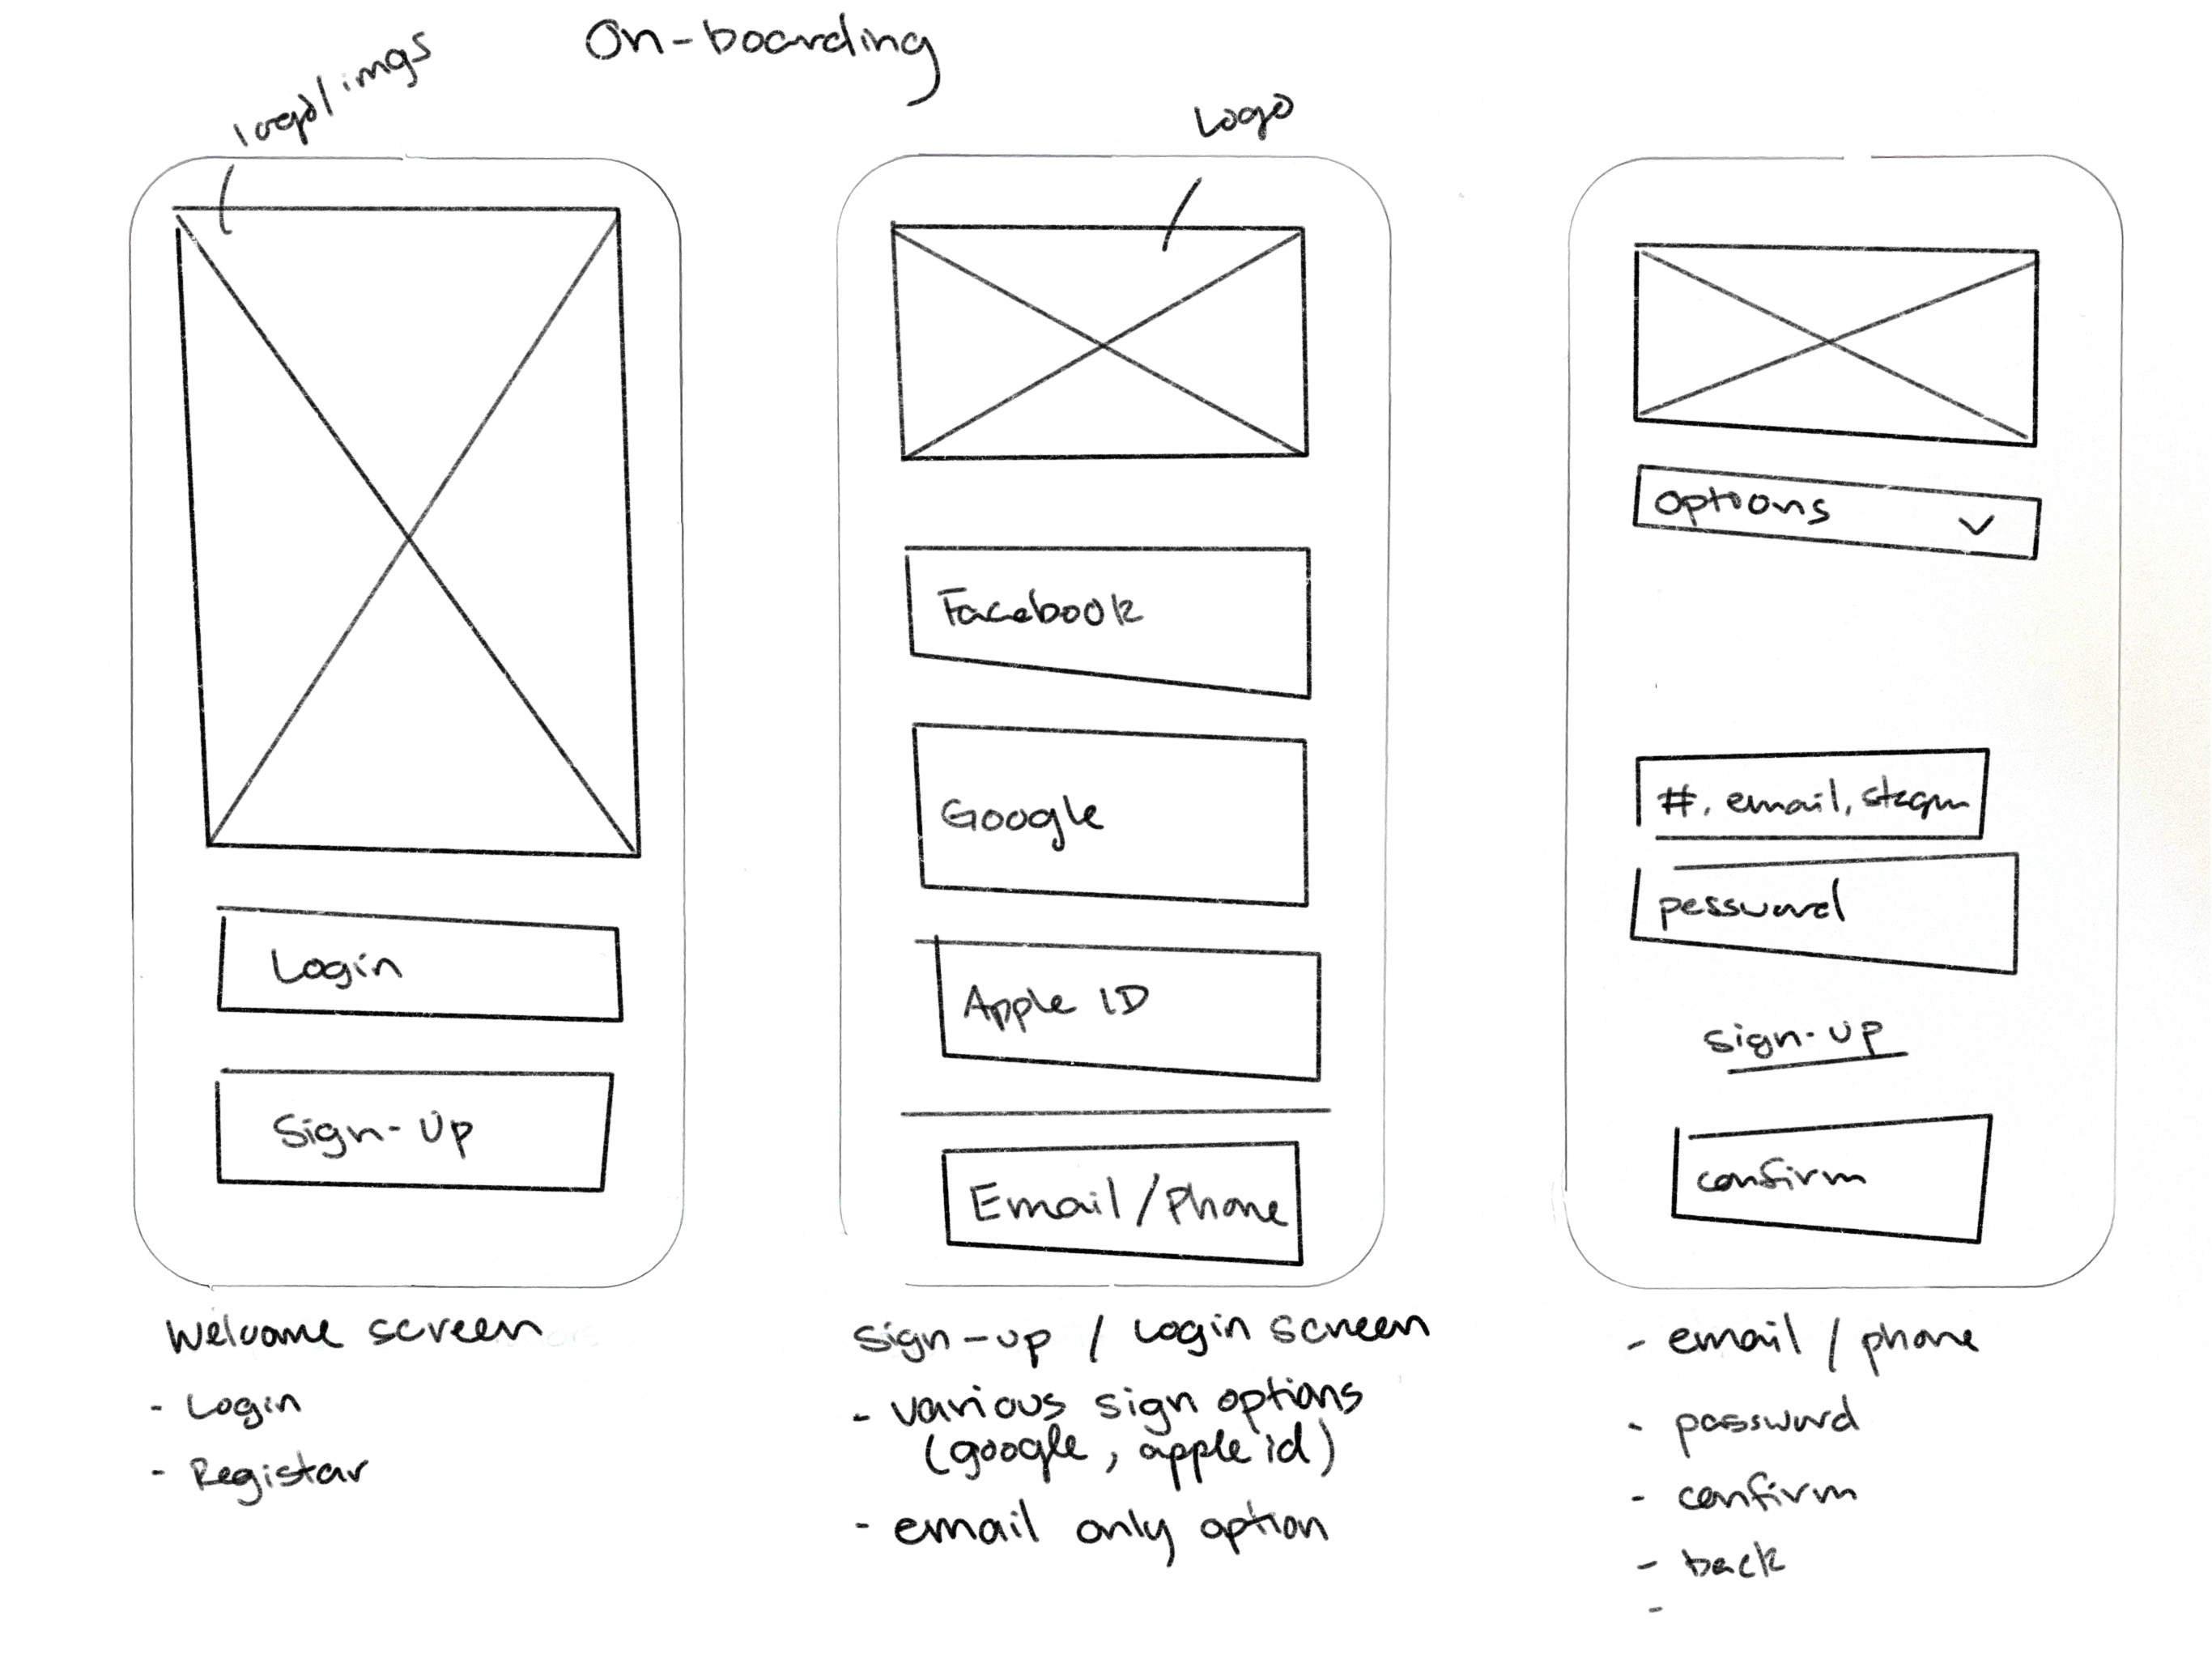 On-boarding
logo/imgs
Login
Sign-Up
Welcome screen
- Login
- Registar
Logo
Facebook
Google
Apple ID
Email/Phone
Sign-up / Login screen
- various sign options
(google, apple id)
- email only option
options
#, email,
password
sign-up
confirm
- email / phone
- password
- confirm
- back
-